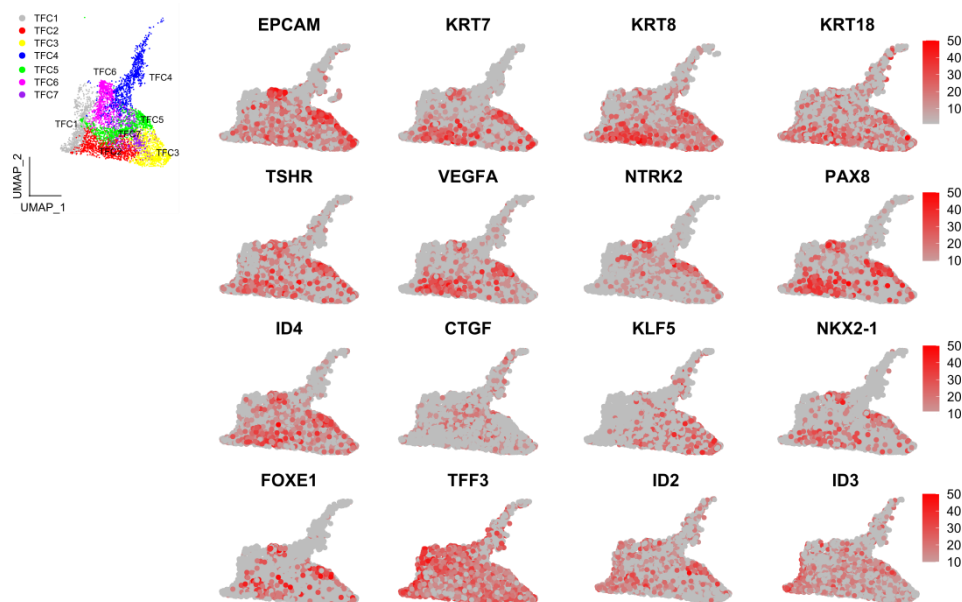 TFC1
TFC2
TFC3
TFC4
TFC5
TFC6
TFC7
TFC6
TFC4
TFC1
TFC5
TFC3
UMAP_2
UMAP_1
EPCAM KRT7 KRT8 KRT18
50
40
30
20
10
TSHR VEGFA NTRK2 PAX8
50
40
30
20
10
ID4 CTGF KLF5 NKX2-1
50
40
30
20
10
FOXE1 TFF3 ID2 ID3
50
40
30
20
10